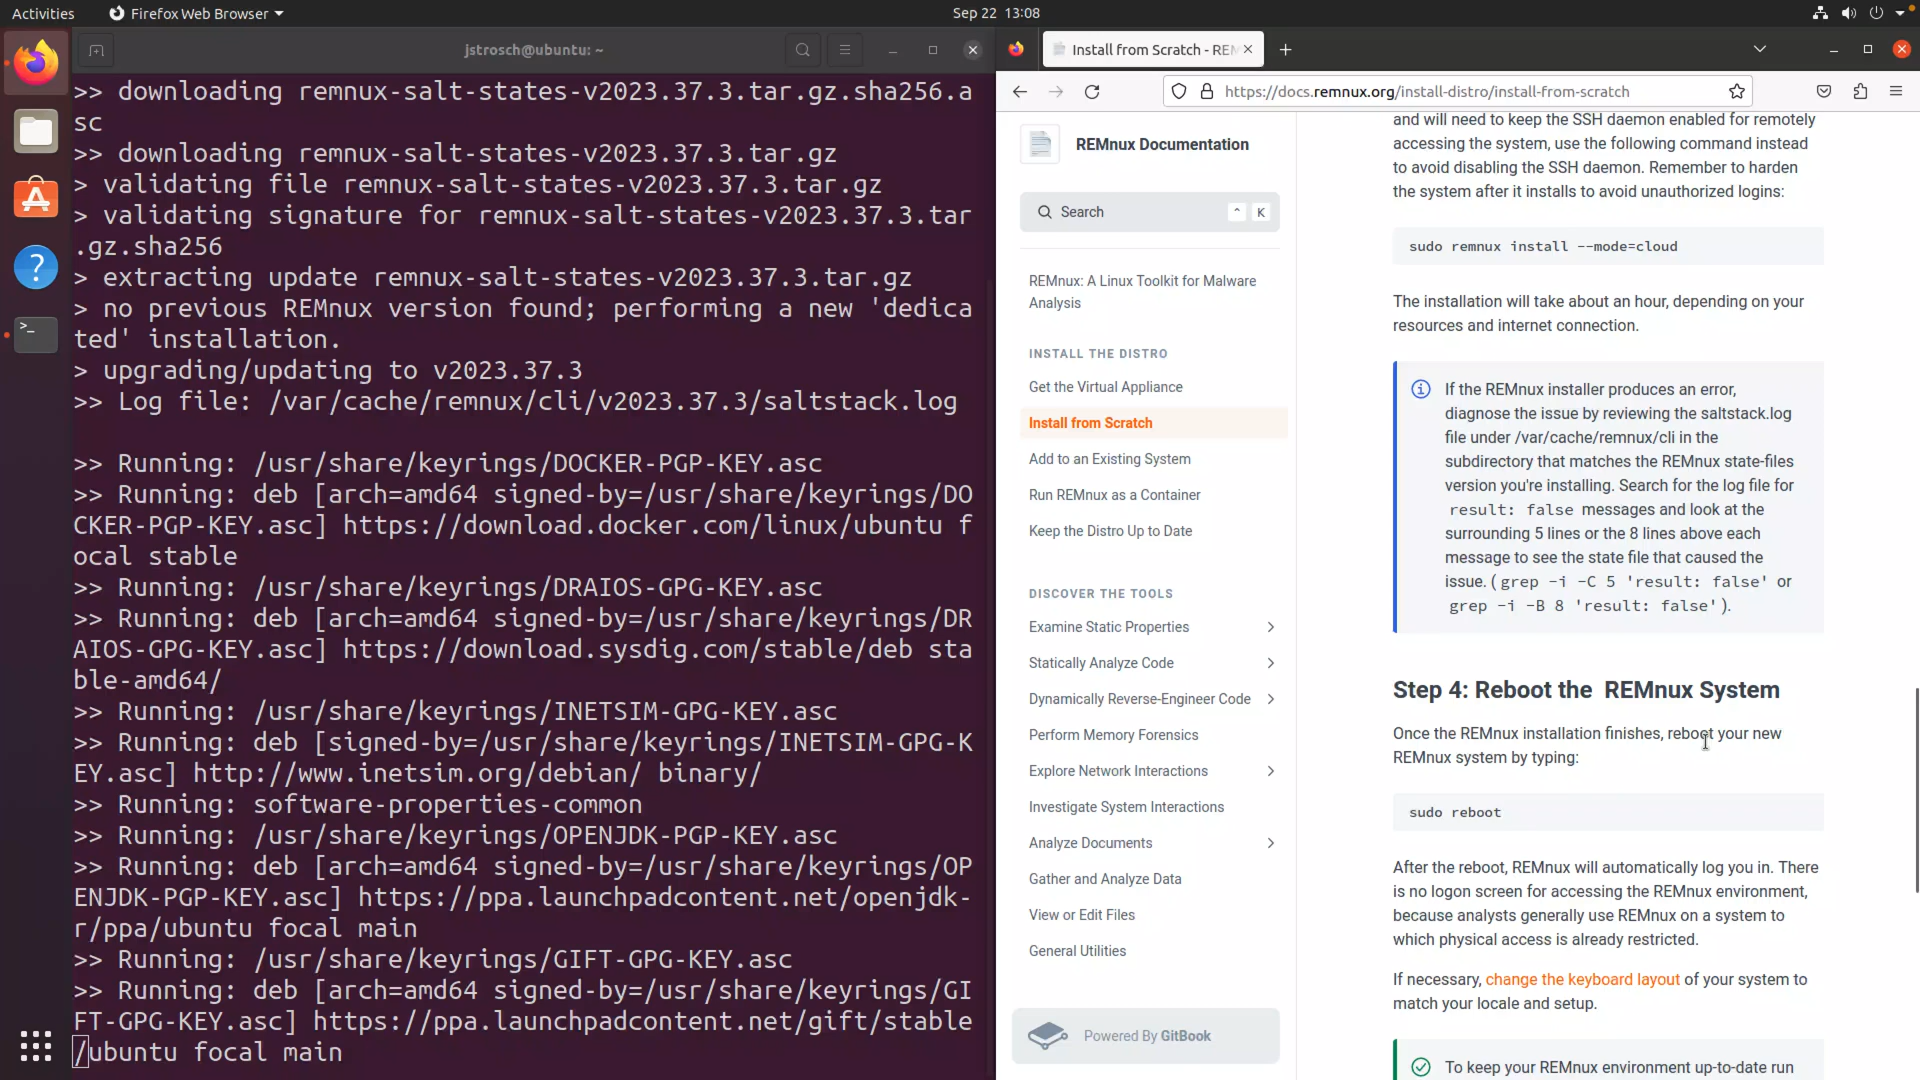 Activities
Firefox Web Browser
Sep 22 13:08
jstrosch@ubuntu: ~
>> downloading remnux-salt-states-v2023.37.3.tar.gz.sha256.a
sc
>> downloading remnux-salt-states-v2023.37.3.tar.gz
> validating file remnux-salt-states-v2023.37.3.tar.gz
> validating signature for remnux-salt-states-v2023.37.3.tar
.gz.sha256
> extracting update remnux-salt-states-v2023.37.3.tar.gz
> no previous REMnux version found; performing a new 'dedica
ted' installation.
> upgrading/updating to v2023.37.3
>> Log file: /var/cache/remnux/cli/v2023.37.3/saltstack.log
>> Running: /usr/share/keyrings/DOCKER-PGP-KEY.asc
>> Running: deb [arch=amd64 signed-by=/usr/share/keyrings/DO
CKER-PGP-KEY.asc] https://download.docker.com/linux/ubuntu f
ocal stable
>> Running: /usr/share/keyrings/DRAIOS-GPG-KEY.asc
>> Running: deb [arch=amd64 signed-by=/usr/share/keyrings/DR
AIOS-GPG-KEY.asc] https://download.sysdig.com/stable/deb sta
ble-amd64/
>> Running: /usr/share/keyrings/INETSIM-GPG-KEY.asc
>> Running: deb [signed-by=/usr/share/keyrings/INETSIM-GPG-K
EY.asc] http://www.inetsim.org/debian/ binary/
>> Running: software-properties-common
>> Running: /usr/share/keyrings/OPENJDK-PGP-KEY.asc
>> Running: deb [arch=amd64 signed-by=/usr/share/keyrings/OP
ENJDK-PGP-KEY.asc] https://ppa.launchpadcontent.net/openjdk-
r/ppa/ubuntu focal main
>> Running: /usr/share/keyrings/GIFT-GPG-KEY.asc
>> Running: deb [arch=amd64 signed-by=/usr/share/keyrings/GI
FT-GPG-KEY.asc] https://ppa.launchpadcontent.net/gift/stable
/ubuntu focal main
Install from Scratch - REM
https://docs.remnux.org/install-distro/install-from-scratch
REMnux Documentation
Search
^ K
REMnux: A Linux Toolkit for Malware
Analysis
INSTALL THE DISTRO
Get the Virtual Appliance
Install from Scratch
Add to an Existing System
Run REMnux as a Container
Keep the Distro Up to Date
DISCOVER THE TOOLS
Examine Static Properties
Statically Analyze Code
Dynamically Reverse-Engineer Code
Perform Memory Forensics
Explore Network Interactions
Investigate System Interactions
Analyze Documents
Gather and Analyze Data
View or Edit Files
General Utilities
Powered By GitBook
and will need to keep the SSH daemon enabled for remotely
accessing the system, use the following command instead
to avoid disabling the SSH daemon. Remember to harden
the system after it installs to avoid unauthorized logins:
sudo remnux install --mode=cloud
The installation will take about an hour, depending on your
resources and internet connection.
If the REMnux installer produces an error,
diagnose the issue by reviewing the saltstack.log
file under /var/cache/remnux/cli in the
subdirectory that matches the REMnux state-files
version you're installing. Search for the log file for
result: false messages and look at the
surrounding 5 lines or the 8 lines above each
message to see the state file that caused the
issue. (grep -i -C 5 'result: false' or
grep -i -B 8 'result: false').
Step 4: Reboot the REMnux System
Once the REMnux installation finishes, reboot your new
REMnux system by typing:
sudo reboot
After the reboot, REMnux will automatically log you in. There
is no logon screen for accessing the REMnux environment,
because analysts generally use REMnux on a system to
which physical access is already restricted.
If necessary, change the keyboard layout of your system to
match your locale and setup.
To keep your REMnux environment up-to-date run